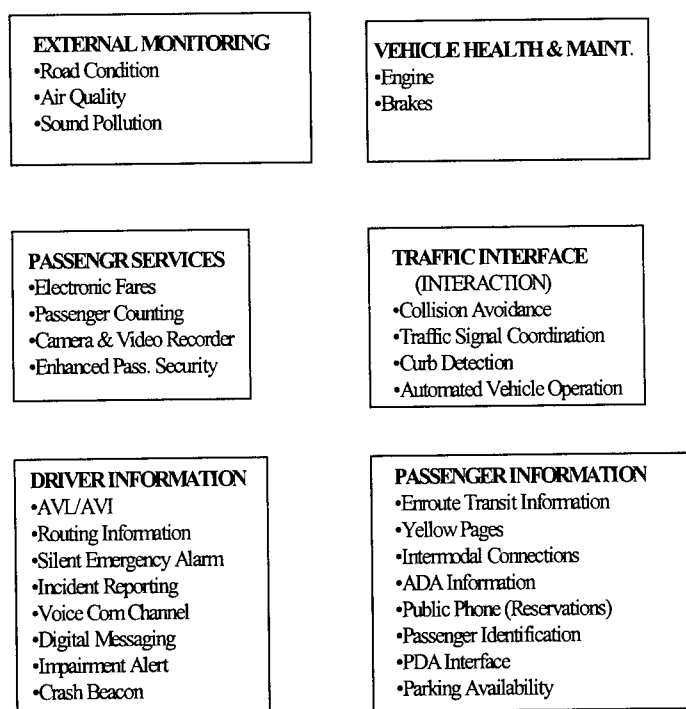 EXTERNAL MONITORING
•Road Condition
•Air Quality
•Sound Pollution
VEHICLE HEALTH & MAINT.
•Engine
•Brakes
PASSENGR SERVICES
•Electronic Fares
•Passenger Counting
•Camera & Video Recorder
•Enhanced Pass. Security
TRAFFIC INTERFACE
(INTERACTION)
•Collision Avoidance
•Traffic Signal Coordination
•Curb Detection
•Automated Vehicle Operation
DRIVER INFORMATION
•AVL/AVI
•Routing Information
•Silent Emergency Alarm
•Incident Reporting
•Voice Com Channel
•Digital Messaging
•Impairment Alert
•Crash Beacon
PASSENGER INFORMATION
•Enroute Transit Information
•Yellow Pages
•Intermodal Connections
•ADA Information
•Public Phone (Reservations)
•Passenger Identification
•PDA Interface
•Parking Availability